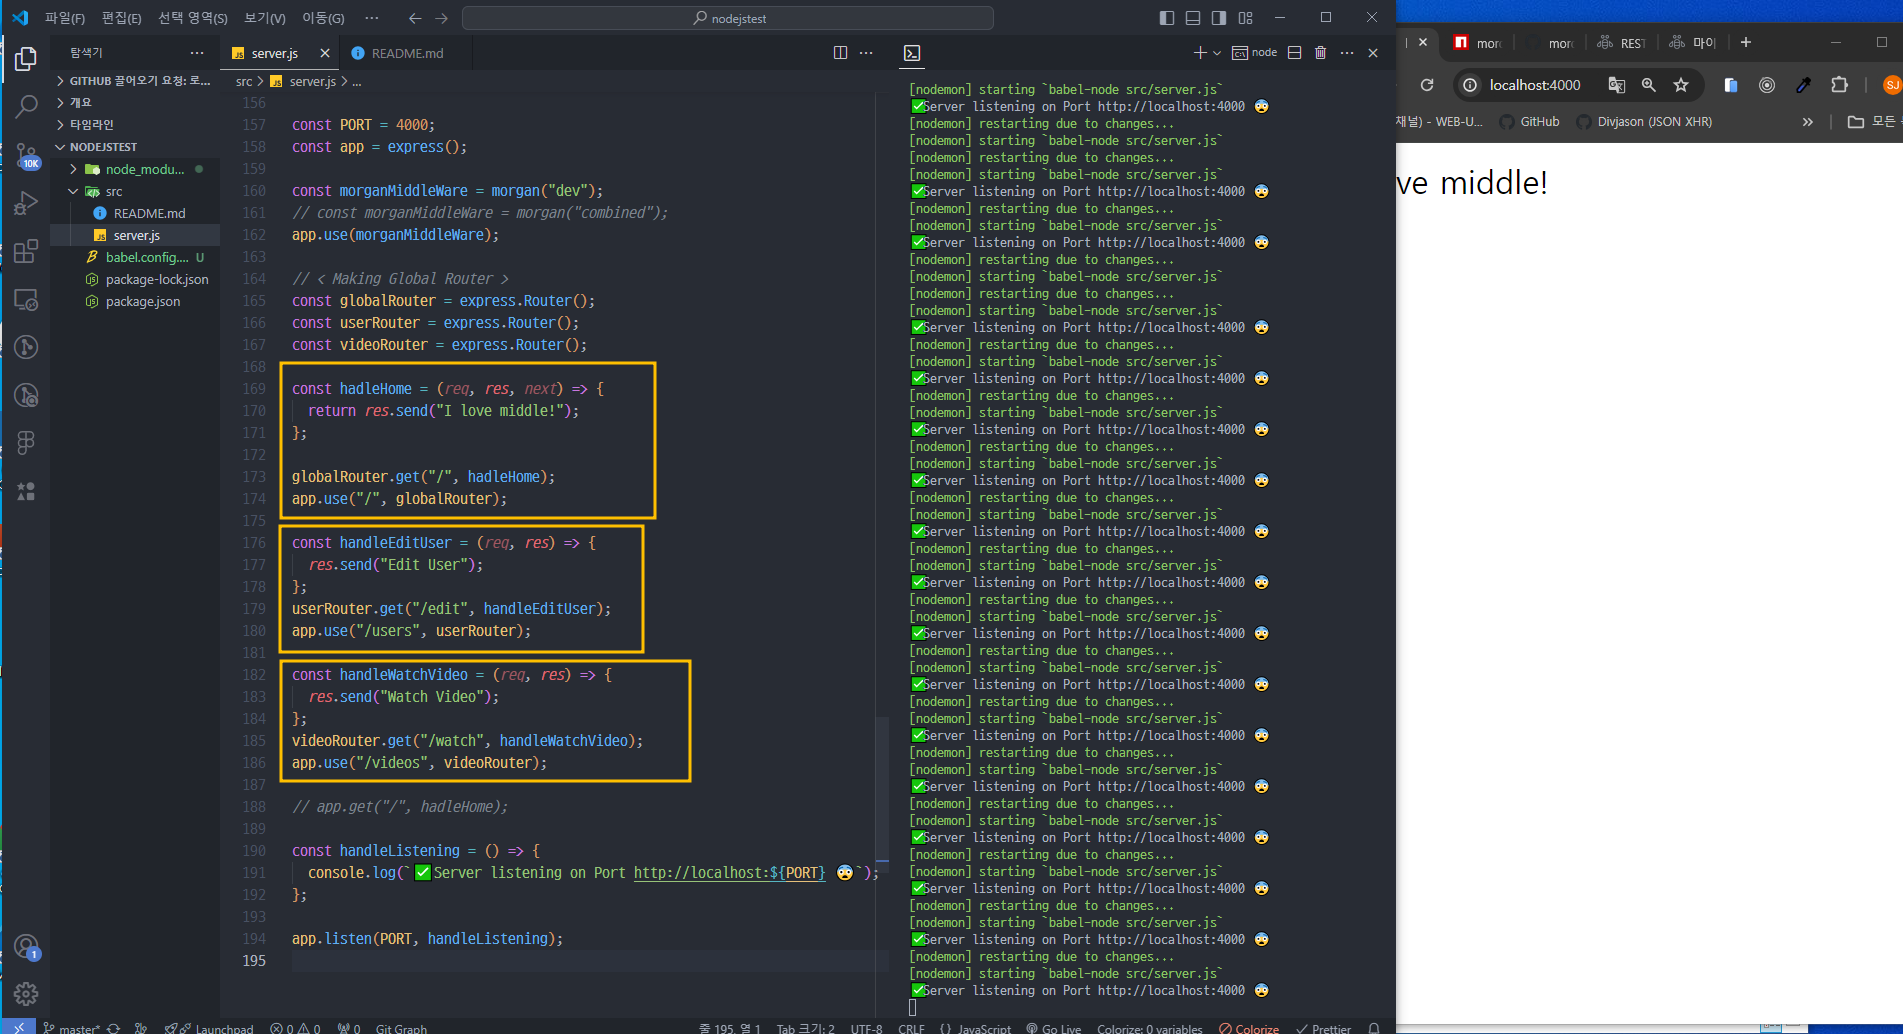 파일(F) 편집(E) 선택 영역(S) 보기(V) 이동(G) ··· nodejstest
탐색기 ···
GITHUB 끌어오기 요청: 로...
개요
타임라인
NODEJSTEST
node_modu...
src
README.md
server.js
babel.config.... U
package-lock.json
package.json
10K
1
server.js README.md
src > server.js > ...
156
157 const PORT = 4000;
158 const app = express();
159
160 const morganMiddleWare = morgan("dev");
161 // const morganMiddleWare = morgan("combined");
162 app.use(morganMiddleWare);
163
164 // < Making Global Router >
165 const globalRouter = express.Router();
166 const userRouter = express.Router();
167 const videoRouter = express.Router();
168
169 const hadleHome = (req, res, next) => {
170 return res.send("I love middle!");
171 };
172
173 globalRouter.get("/", hadleHome);
174 app.use("/", globalRouter);
175
176 const handleEditUser = (req, res) => {
177 res.send("Edit User");
178 };
179 userRouter.get("/edit", handleEditUser);
180 app.use("/users", userRouter);
181
182 const handleWatchVideo = (req, res) => {
183 res.send("Watch Video");
184 };
185 videoRouter.get("/watch", handleWatchVideo);
186 app.use("/videos", videoRouter);
187
188 // app.get("/", hadleHome);
189
190 const handleListening = () => {
191 console.log(`✅Server listening on Port http://localhost:${PORT} 😨`);
192 };
193
194 app.listen(PORT, handleListening);
195
node
[nodemon] starting `babel-node src/server.js`
✅Server listening on Port http://localhost:4000 😨
[nodemon] restarting due to changes...
[nodemon] starting `babel-node src/server.js`
[nodemon] restarting due to changes...
[nodemon] starting `babel-node src/server.js`
✅Server listening on Port http://localhost:4000 😨
[nodemon] restarting due to changes...
[nodemon] starting `babel-node src/server.js`
✅Server listening on Port http://localhost:4000 😨
[nodemon] restarting due to changes...
[nodemon] starting `babel-node src/server.js`
[nodemon] restarting due to changes...
[nodemon] starting `babel-node src/server.js`
✅Server listening on Port http://localhost:4000 😨
[nodemon] restarting due to changes...
[nodemon] starting `babel-node src/server.js`
✅Server listening on Port http://localhost:4000 😨
[nodemon] restarting due to changes...
[nodemon] starting `babel-node src/server.js`
✅Server listening on Port http://localhost:4000 😨
[nodemon] restarting due to changes...
[nodemon] starting `babel-node src/server.js`
✅Server listening on Port http://localhost:4000 😨
[nodemon] restarting due to changes...
[nodemon] starting `babel-node src/server.js`
✅Server listening on Port http://localhost:4000 😨
[nodemon] restarting due to changes...
[nodemon] starting `babel-node src/server.js`
✅Server listening on Port http://localhost:4000 😨
[nodemon] restarting due to changes...
[nodemon] starting `babel-node src/server.js`
✅Server listening on Port http://localhost:4000 😨
[nodemon] restarting due to changes...
[nodemon] starting `babel-node src/server.js`
✅Server listening on Port http://localhost:4000 😨
[nodemon] restarting due to changes...
[nodemon] starting `babel-node src/server.js`
✅Server listening on Port http://localhost:4000 😨
[nodemon] restarting due to changes...
[nodemon] starting `babel-node src/server.js`
✅Server listening on Port http://localhost:4000 😨
[nodemon] restarting due to changes...
[nodemon] starting `babel-node src/server.js`
✅Server listening on Port http://localhost:4000 😨
[nodemon] restarting due to changes...
[nodemon] starting `babel-node src/server.js`
✅Server listening on Port http://localhost:4000 😨
[nodemon] restarting due to changes...
[nodemon] starting `babel-node src/server.js`
✅Server listening on Port http://localhost:4000 😨
[nodemon] restarting due to changes...
[nodemon] starting `babel-node src/server.js`
✅Server listening on Port http://localhost:4000 😨
mor mor REST 마이
localhost:4000 SJ
채널) - WEB-U... GitHub Divjason (JSON XHR) » 모든
ve middle!
master* Launchpad 0 0 0 Git Graph 줄 195, 열 1 Tab 크기: 2 UTF-8 CRLF {} JavaScript Go Live Colorize: 0 variables Colorize Prettier